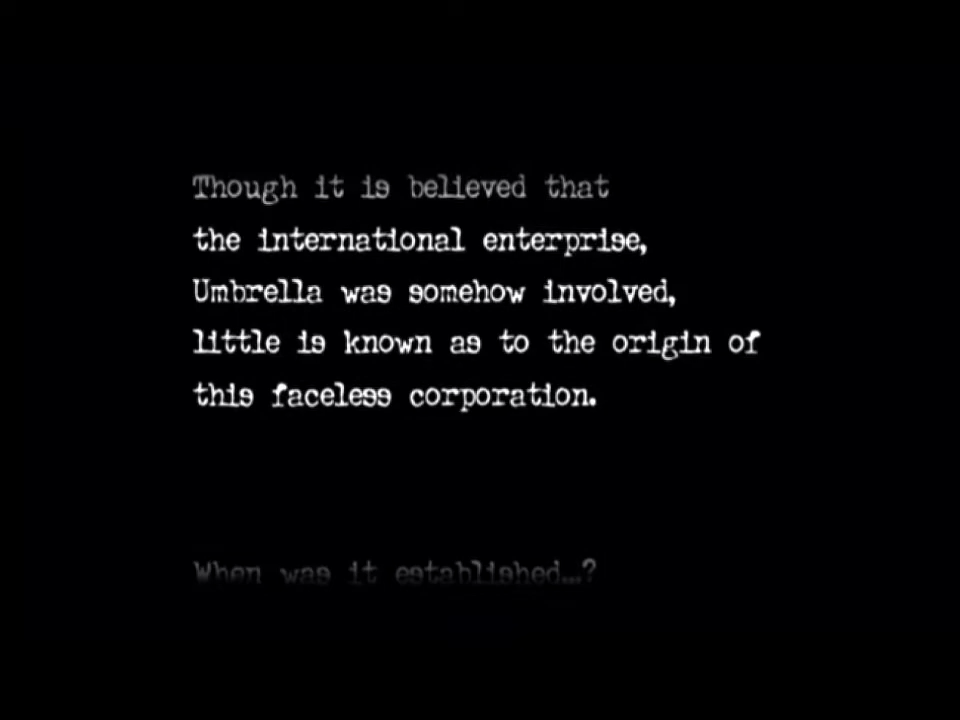 Though it is believed that
the international enterprise,
Umbrella was somehow involved,
little is known as to the origin of
this faceless corporation.
When was it established...?